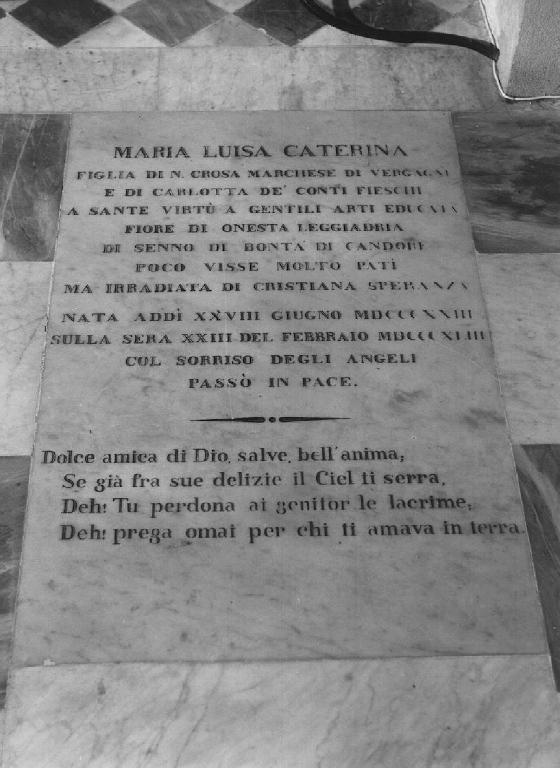 MARIA LUISA CATERINA
FIGLIA DI N. CROSA MARCHESE DI VERGAGNI
E DI CARLOTTA DE' CONTI FIESCHI
A SANTE VIRTÙ A GENTILI ARTI EDUCATA
FIORE DI ONESTA LEGGIADRIA
DI SENNO DI BONTÀ DI CANDORE
POCO VISSE MOLTO PATÌ
MA IRRADIATA DI CRISTIANA SPERANZA
NATA ADDÌ XXVIII GIUGNO MDCCCXXIII
SULLA SERA XXIII DEL FEBBRAIO MDCCCXLIII
COL SORRISO DEGLI ANGELI
PASSÒ IN PACE.
Dolce amica di Dio, salve, bell'anima;
Se già fra sue delizie il Ciel ti serra,
Deh! Tu perdona ai genitor le lacrime;
Deh! prega omai per chi ti amava in terra.